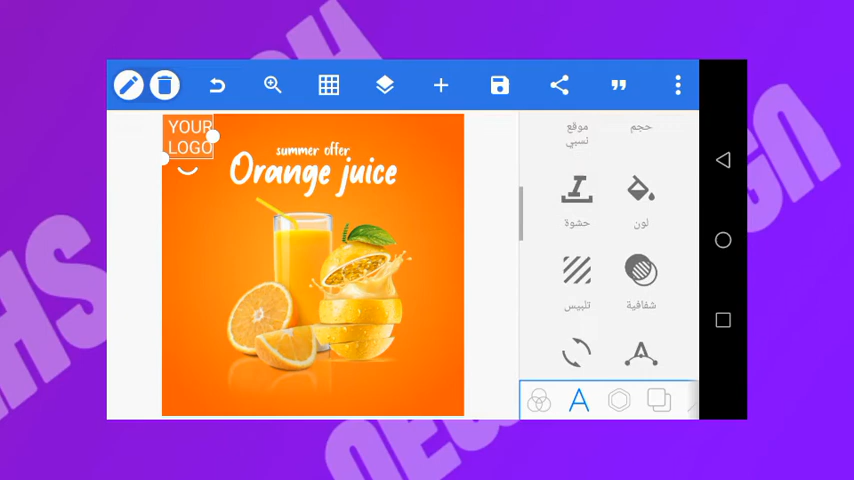 YOUR
LOGO
summer offer
Orange juice
موقع
نسبي
حجم
حشوة
لون
تلبيس
شفافية